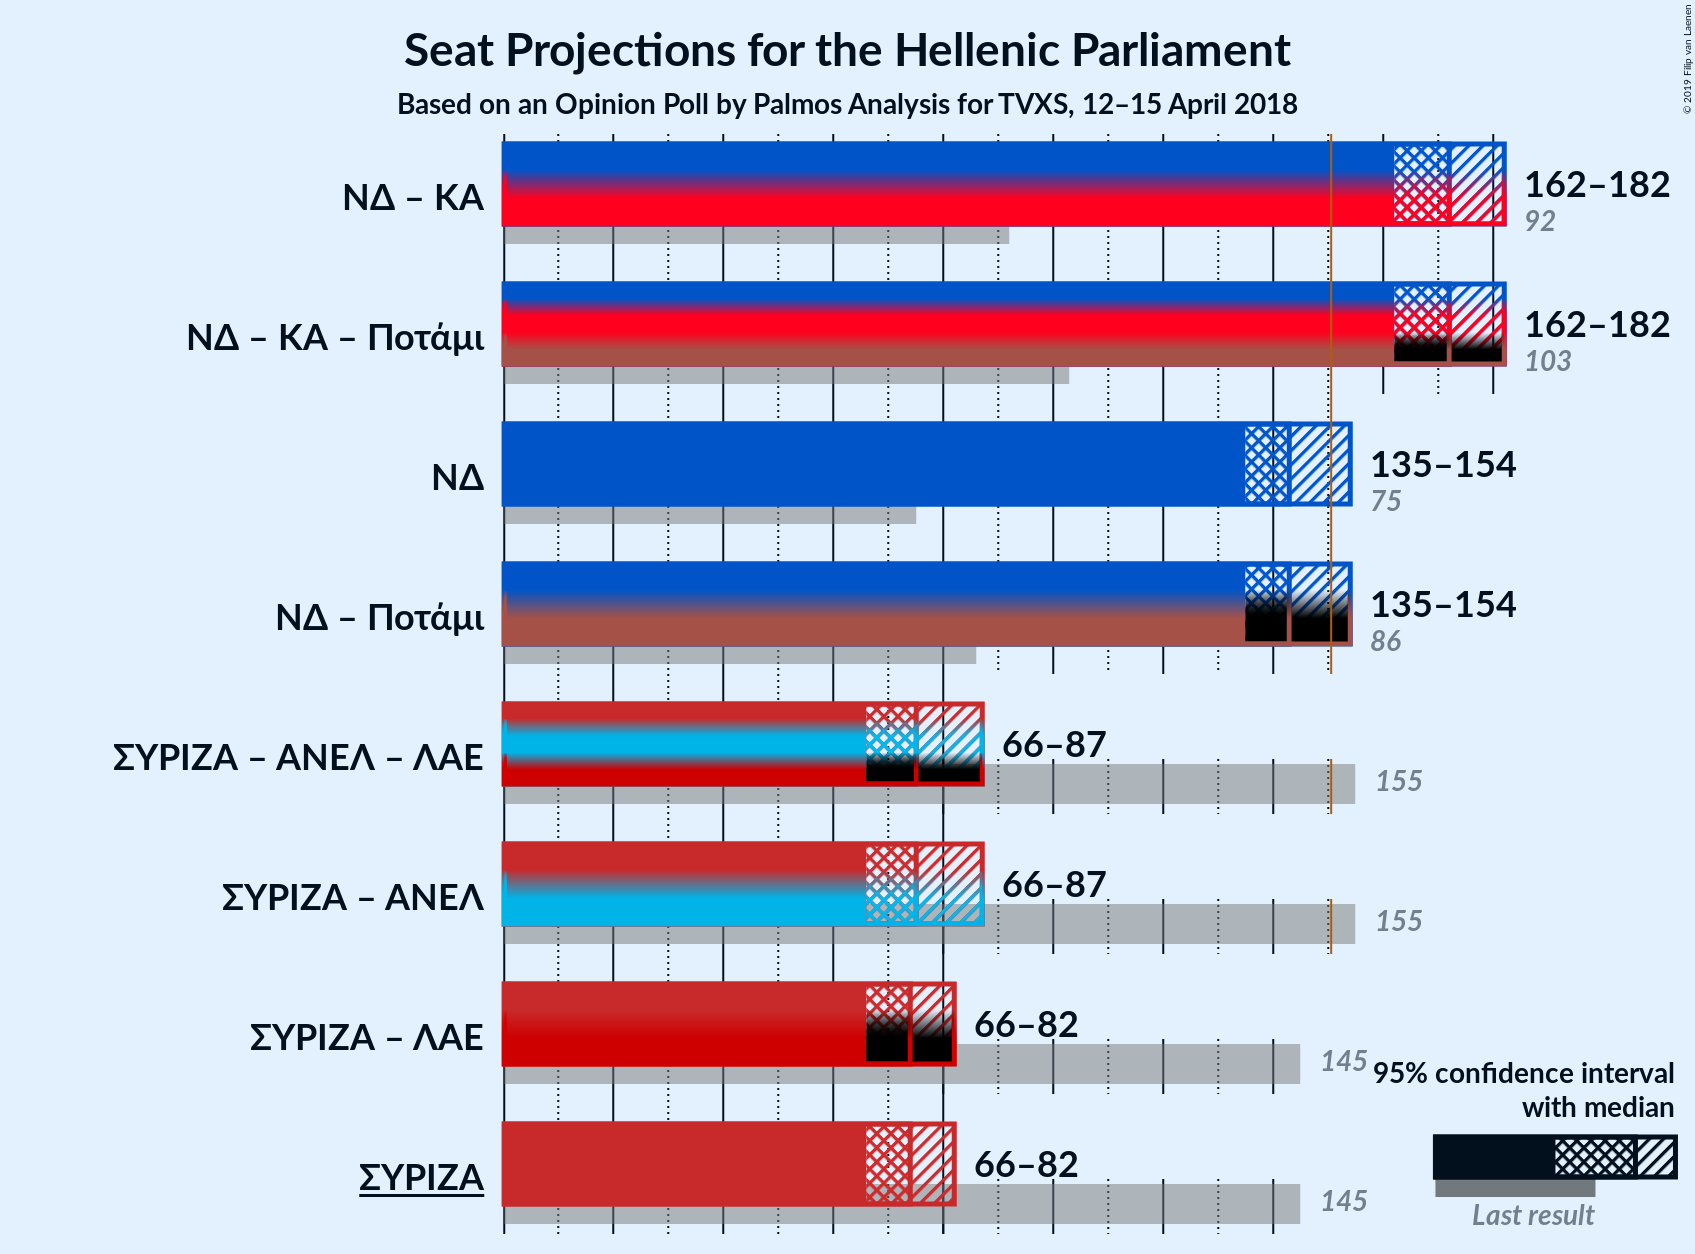 Seat Projections for the Hellenic Parliament
Based on an Opinion Poll by Palmos Analysis for TVXS, 12–15 April 2018
© 2019 Filip van Laenen
ΝΔ – ΚΑ
162–182
92
ΝΔ – ΚΑ – Ποτάμι
162–182
103
ΝΔ
135–154
75
ΝΔ – Ποτάμι
135–154
86
ΣΥΡΙΖΑ – ΑΝΕΛ – ΛΑΕ
66–87
155
ΣΥΡΙΖΑ – ΑΝΕΛ
66–87
155
ΣΥΡΙΖΑ – ΛΑΕ
66–82
145
ΣΥΡΙΖΑ
66–82
145
95% confidence interval
with median
Last result